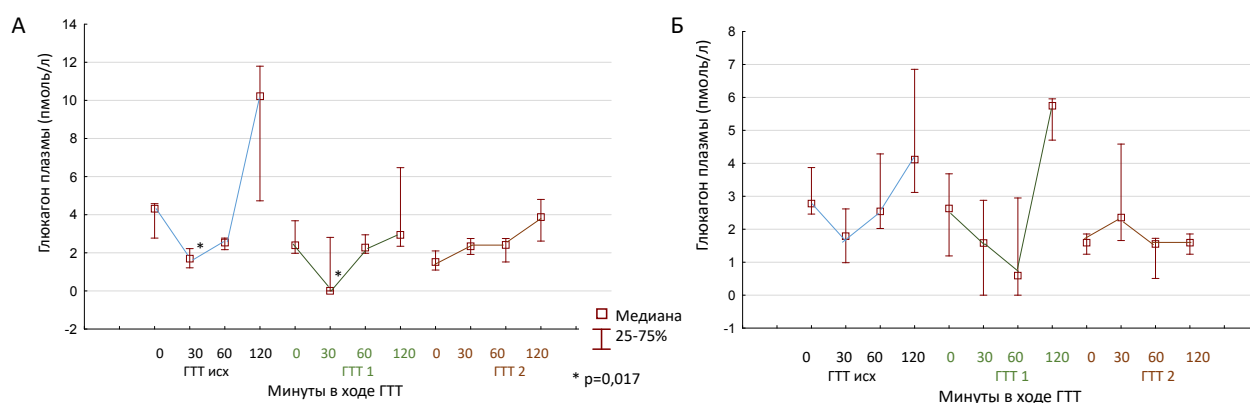 А
Глюкагон плазмы (пмоль/л)
14
12
10
8
6
4
2
0
-2
*
*
0 30 60 120 0 30 60 120 0 30 60 120
ГТТ исх ГТТ 1 ГТТ 2
Минуты в ходе ГТТ
Медиана
25-75%
* p=0,017
Б
Глюкагон плазмы (пмоль/л)
8
7
6
5
4
3
2
1
0
-1
0 30 60 120 0 30 60 120 0 30 60 120
ГТТ исх ГТТ 1 ГТТ 2
Минуты в ходе ГТТ